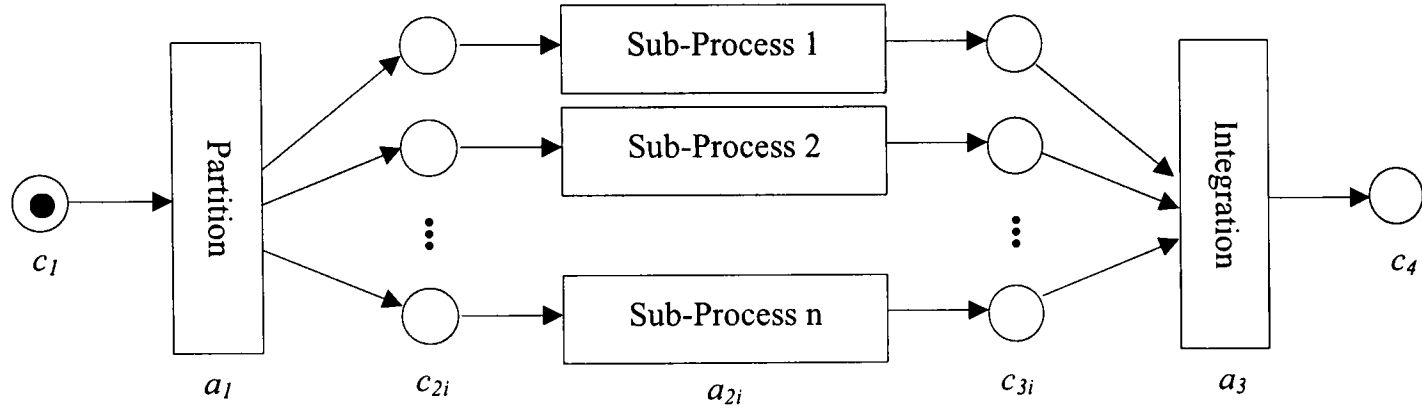 Sub-Process 1
Sub-Process 2
Sub-Process n
Partition
Integration
c1
a1
c2i
a2i
c3i
a3
c4